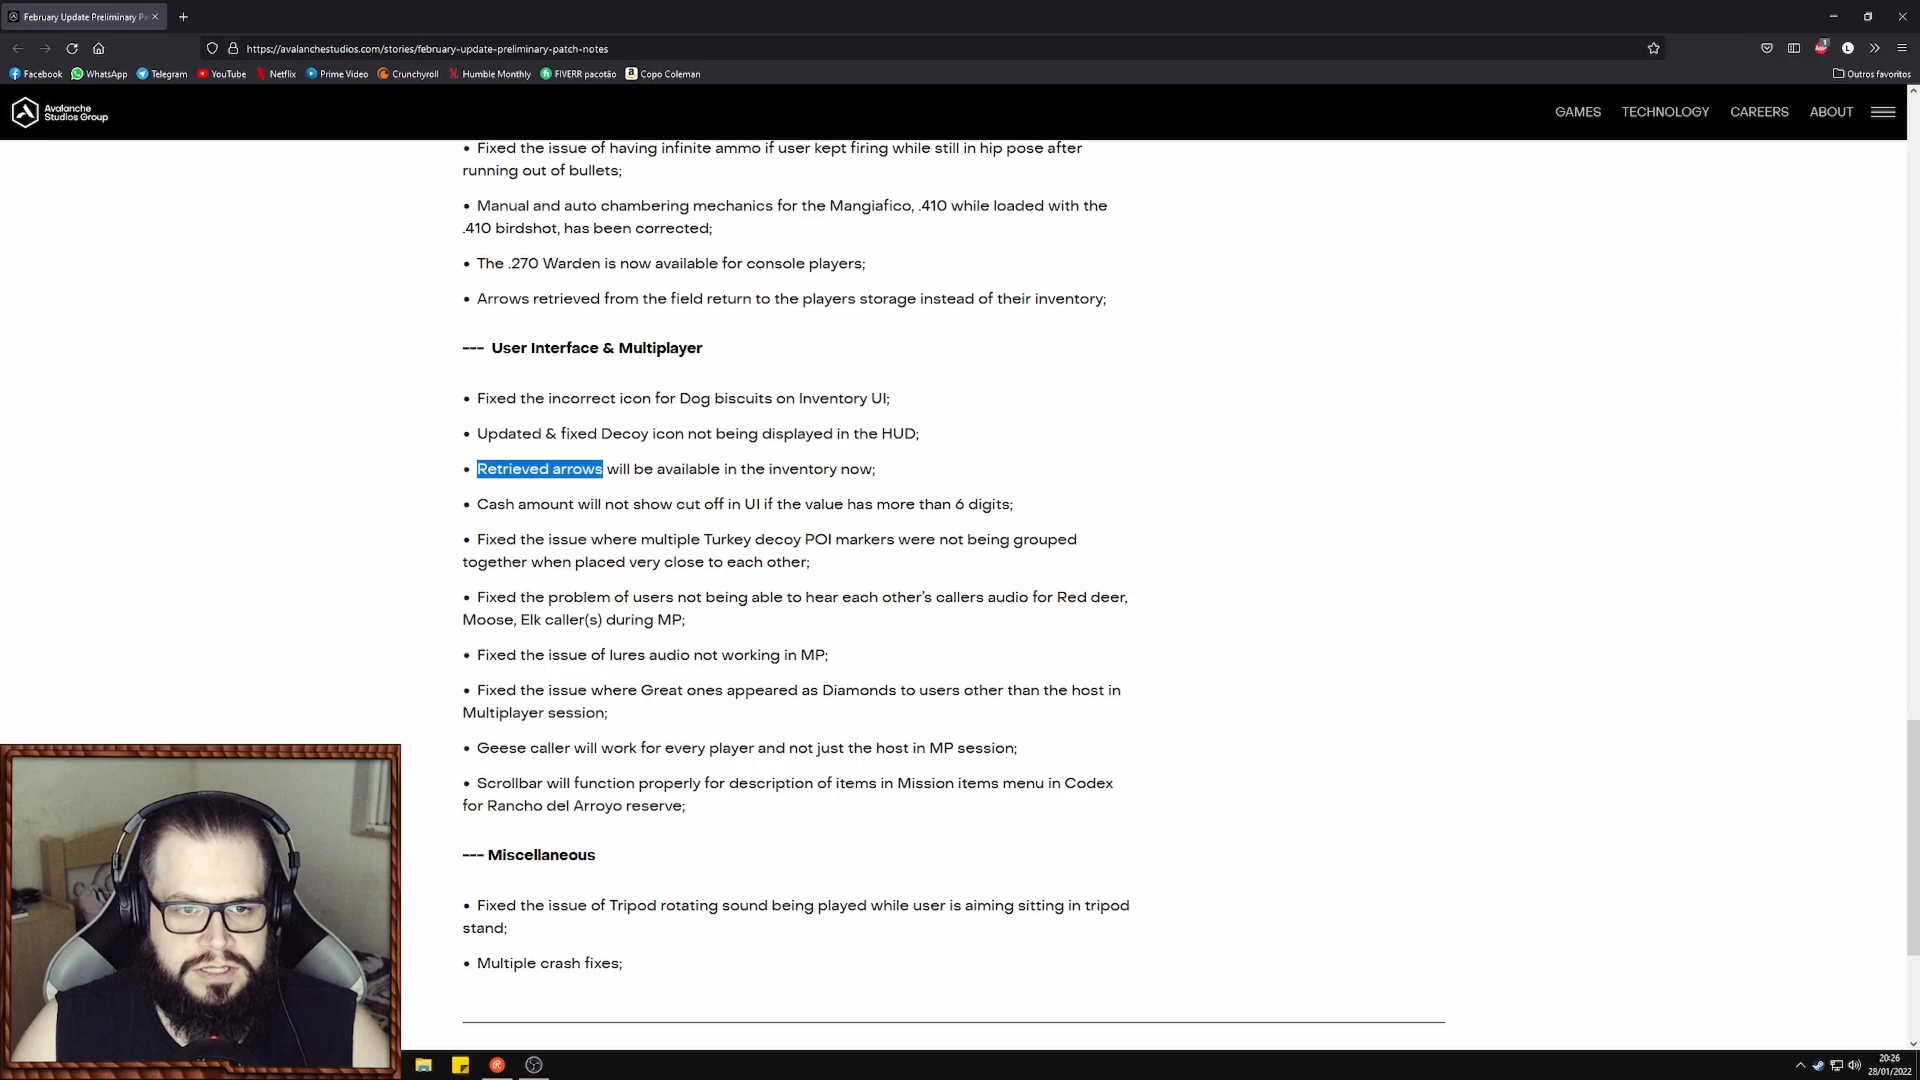 February Update Preliminary Pa
https://avalanchestudios.com/stories/february-update-preliminary-patch-notes
1
Facebook WhatsApp Telegram YouTube Netflix Prime Video Crunchyroll Humble Monthly FIVERR pacotão Copo Coleman Outros favoritos
Avalanche
Studios Group
GAMES TECHNOLOGY CAREERS ABOUT
• Fixed the issue of having infinite ammo if user kept firing while still in hip pose after
running out of bullets;
• Manual and auto chambering mechanics for the Mangiafico, .410 while loaded with the
.410 birdshot, has been corrected;
• The .270 Warden is now available for console players;
• Arrows retrieved from the field return to the players storage instead of their inventory;
--- User Interface & Multiplayer
• Fixed the incorrect icon for Dog biscuits on Inventory UI;
• Updated & fixed Decoy icon not being displayed in the HUD;
• Retrieved arrows will be available in the inventory now;
• Cash amount will not show cut off in UI if the value has more than 6 digits;
• Fixed the issue where multiple Turkey decoy POI markers were not being grouped
together when placed very close to each other;
• Fixed the problem of users not being able to hear each other's callers audio for Red deer,
Moose, Elk caller(s) during MP;
• Fixed the issue of lures audio not working in MP;
• Fixed the issue where Great ones appeared as Diamonds to users other than the host in
Multiplayer session;
• Geese caller will work for every player and not just the host in MP session;
• Scrollbar will function properly for description of items in Mission items menu in Codex
for Rancho del Arroyo reserve;
--- Miscellaneous
• Fixed the issue of Tripod rotating sound being played while user is aiming sitting in tripod
stand;
• Multiple crash fixes;
20:26
28/01/2022